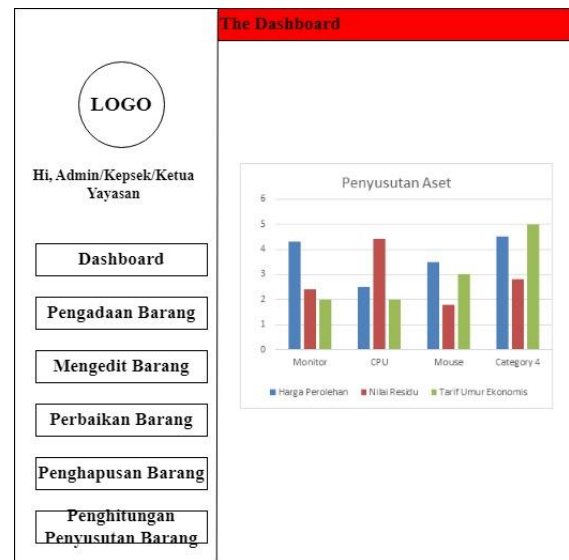 The Dashboard
LOGO
Hi, Admin/Kepsek/Ketua
Yayasan
Dashboard
Pengadaan Barang
Mengedit Barang
Perbaikan Barang
Penghapusan Barang
Penghitungan
Penyusutan Barang
Penyusutan Aset
6
5
4
3
2
1
0
Monitor CPU Mouse Category 4
Harga Perolehan Nilai Residu Tarif Umur Ekonomis